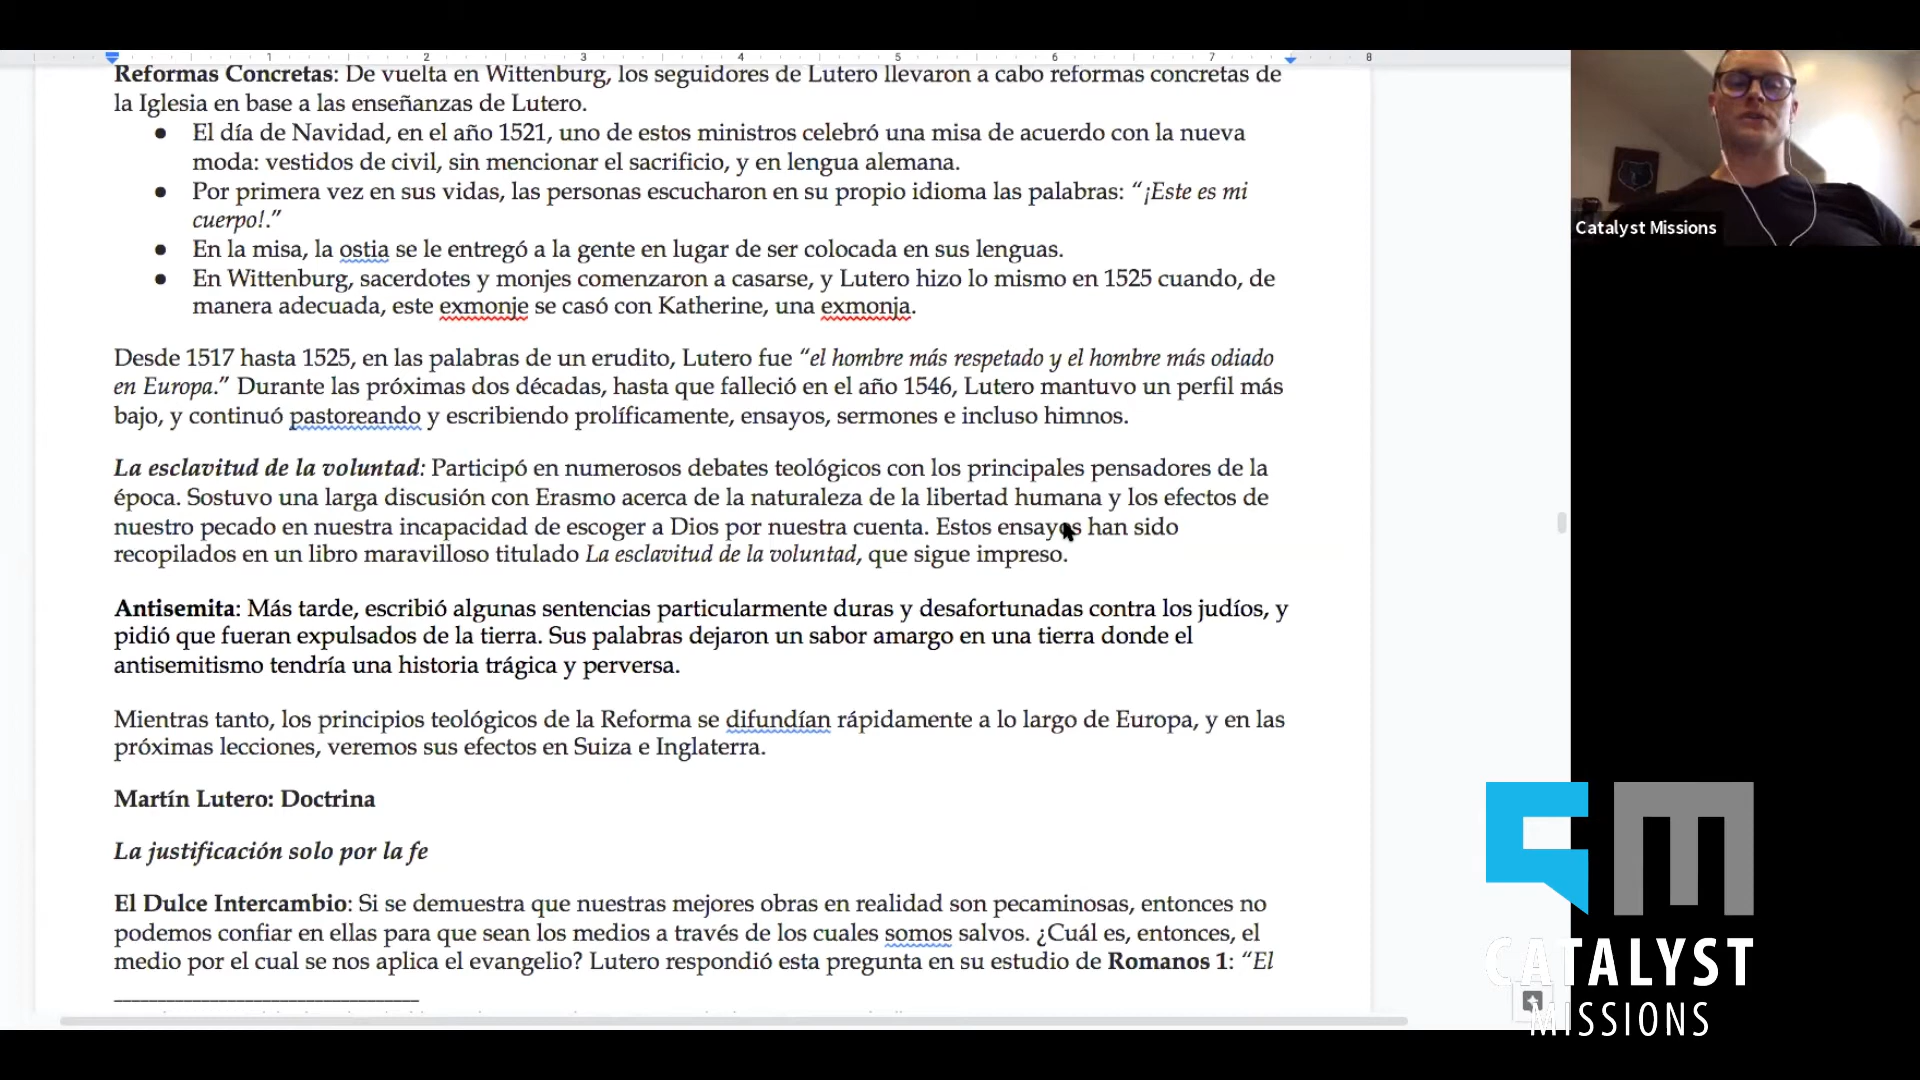 1 2 3 4 5 6 7 8
Reformas Concretas: De vuelta en Wittenburg, los seguidores de Lutero llevaron a cabo reformas concretas de
la Iglesia en base a las enseñanzas de Lutero.
● El día de Navidad, en el año 1521, uno de estos ministros celebró una misa de acuerdo con la nueva
moda: vestidos de civil, sin mencionar el sacrificio, y en lengua alemana.
● Por primera vez en sus vidas, las personas escucharon en su propio idioma las palabras: “¡Este es mi
cuerpo!.”
● En la misa, la ostia se le entregó a la gente en lugar de ser colocada en sus lenguas.
● En Wittenburg, sacerdotes y monjes comenzaron a casarse, y Lutero hizo lo mismo en 1525 cuando, de
manera adecuada, este exmonje se casó con Katherine, una exmonja.
Desde 1517 hasta 1525, en las palabras de un erudito, Lutero fue “el hombre más respetado y el hombre más odiado
en Europa.” Durante las próximas dos décadas, hasta que falleció en el año 1546, Lutero mantuvo un perfil más
bajo, y continuó pastoreando y escribiendo prolíficamente, ensayos, sermones e incluso himnos.
La esclavitud de la voluntad: Participó en numerosos debates teológicos con los principales pensadores de la
época. Sostuvo una larga discusión con Erasmo acerca de la naturaleza de la libertad humana y los efectos de
nuestro pecado en nuestra incapacidad de escoger a Dios por nuestra cuenta. Estos ensayos han sido
recopilados en un libro maravilloso titulado La esclavitud de la voluntad, que sigue impreso.
Antisemita: Más tarde, escribió algunas sentencias particularmente duras y desafortunadas contra los judíos, y
pidió que fueran expulsados de la tierra. Sus palabras dejaron un sabor amargo en una tierra donde el
antisemitismo tendría una historia trágica y perversa.
Mientras tanto, los principios teológicos de la Reforma se difundían rápidamente a lo largo de Europa, y en las
próximas lecciones, veremos sus efectos en Suiza e Inglaterra.
Martín Lutero: Doctrina
La justificación solo por la fe
El Dulce Intercambio: Si se demuestra que nuestras mejores obras en realidad son pecaminosas, entonces no
podemos confiar en ellas para que sean los medios a través de los cuales somos salvos. ¿Cuál es, entonces, el
medio por el cual se nos aplica el evangelio? Lutero respondió esta pregunta en su estudio de Romanos 1: “El
Catalyst Missions
CATALYST
MISSIONS